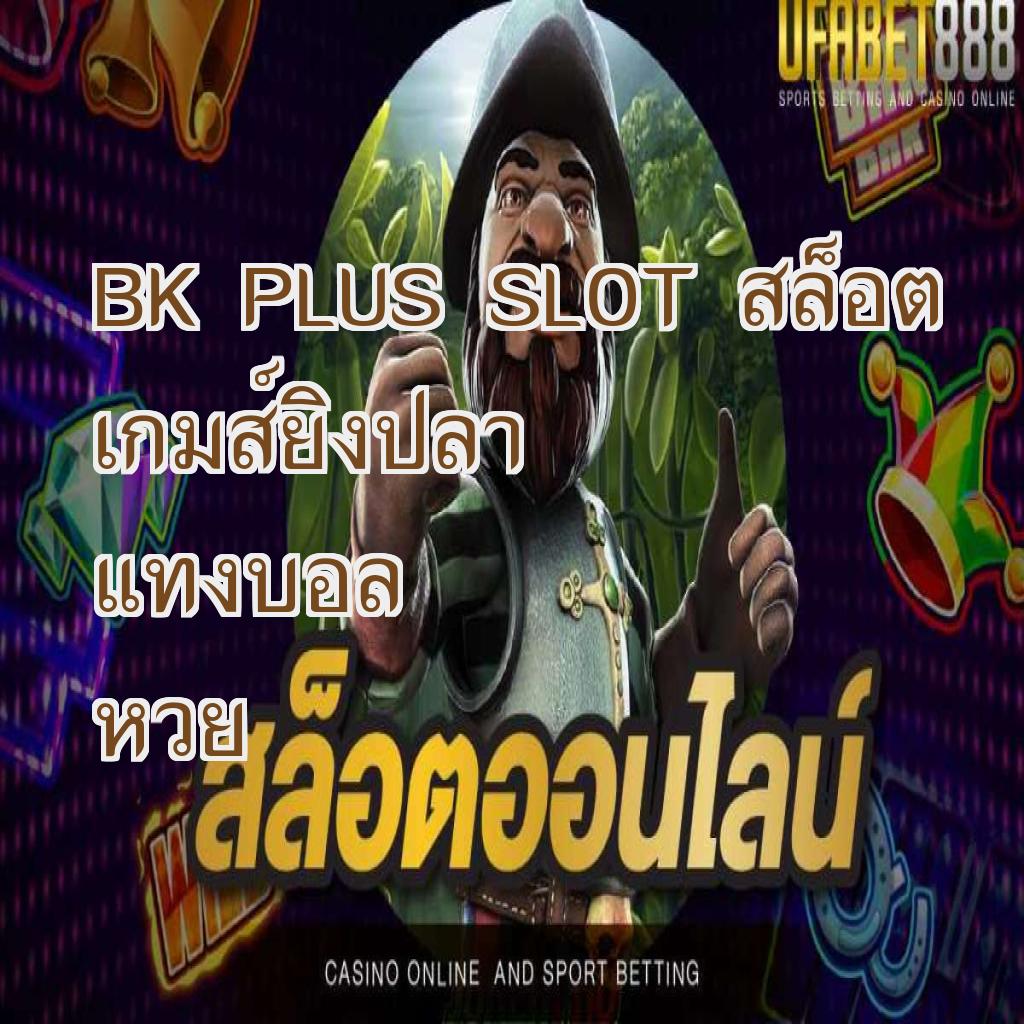 UFABET888
SPORTS BETTING AND CASINO ONLINE
BAR
BK PLUS SLOT สล็อต
เกมส์ยิงปลา
แทงบอล
หวย
สล็อตออนไลน์
WIN
CASINO ONLINE AND SPORT BETTING